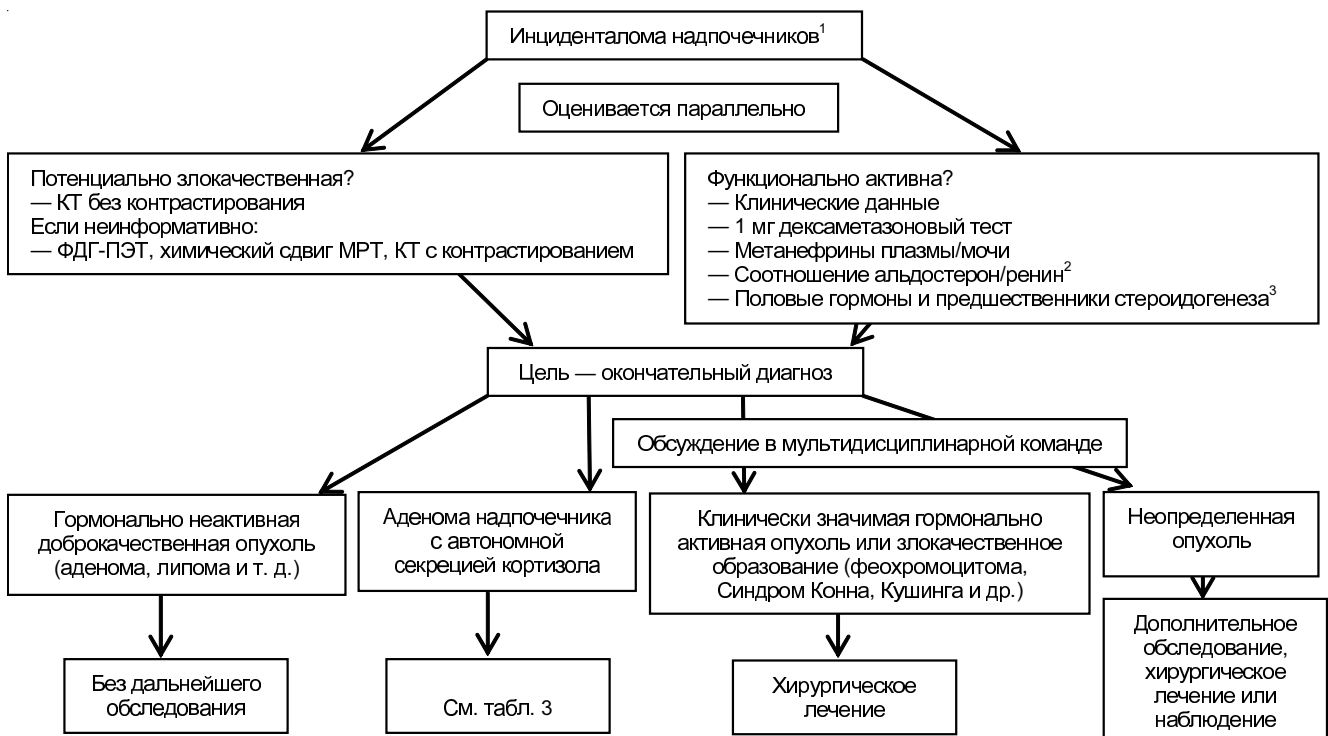 Инциденталома надпочечников¹
Оценивается параллельно
Потенциально злокачественная?
— КТ без контрастирования
Если неинформативно:
— ФДГ-ПЭТ, химический сдвиг МРТ, КТ с контрастированием
Функционально активна?
— Клинические данные
— 1 мг дексаметазоновый тест
— Метанефрины плазмы/мочи
— Соотношение альдостерон/ренин²
— Половые гормоны и предшественники стероидогенеза³
Цель — окончательный диагноз
Обсуждение в мультидисциплинарной команде
Гормонально неактивная
доброкачественная опухоль
(аденома, липома и т. д.)
Аденома надпочечника
с автономной
секрецией кортизола
Клинически значимая гормонально
активная опухоль или злокачественное
образование (феохромоцитома,
Синдром Конна, Кушинга и др.)
Неопределенная
опухоль
Без дальнейшего
обследования
См. табл. 3
Хирургическое
лечение
Дополнительное
обследование,
хирургическое
лечение или
наблюдение